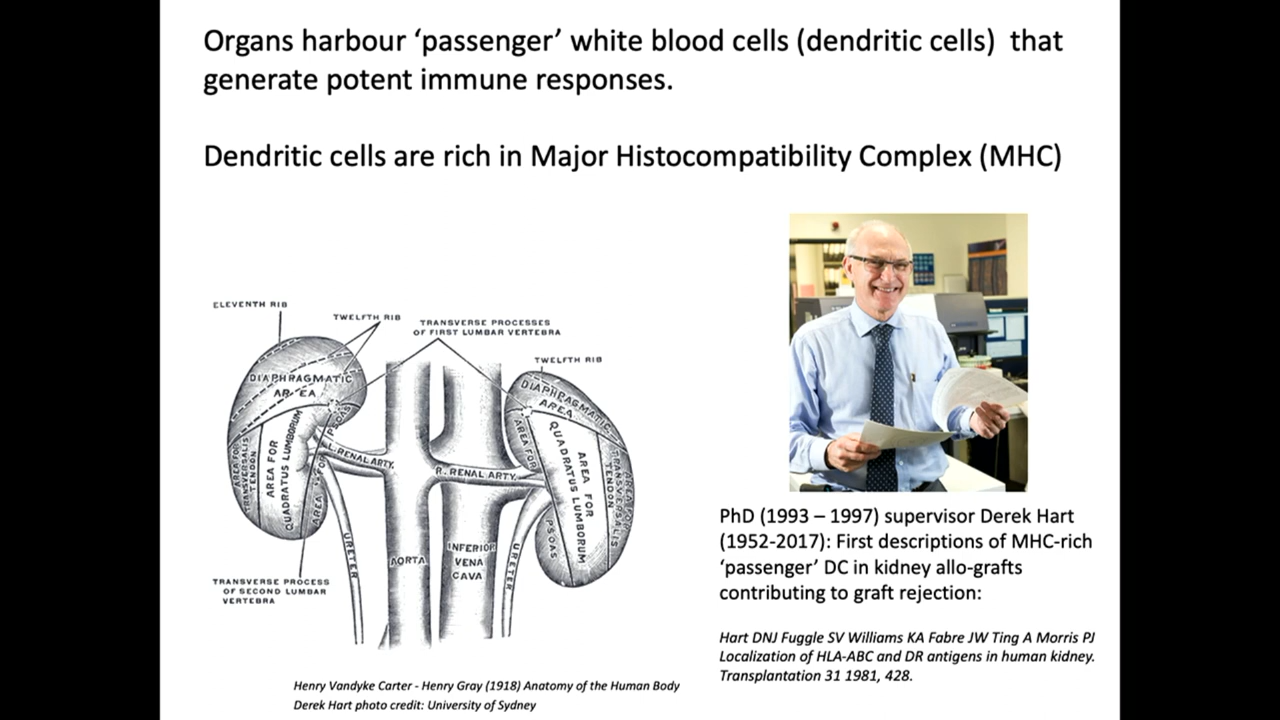 Organs harbour ‘passenger’ white blood cells (dendritic cells)  that
generate potent immune responses.
Dendritic cells are rich in Major Histocompatibility Complex (MHC)
ELEVENTH RIB
TWELFTH RIB
TRANSVERSE PROCESSES
OF FIRST LUMBAR VERTEBRA
TWELFTH RIB
DIAPHRAGMATIC
AREA
PSOAS
AREA FOR
TRANSVERSALIS
TENDON
AREA FOR
QUADRATUS LUMBORUM
AREA FOR
L. RENAL ARTY.
R. RENAL ARTY.
DIAPHRAGMATIC
AREA
AREA FOR
PSOAS
AREA FOR
QUADRATUS LUMBORUM
AREA FOR
TRANSVERSALIS
TENDON
URETER
AORTA
INFERIOR
VENA
CAVA
URETER
TRANSVERSE PROCESS
OF SECOND LUMBAR
VERTEBRA
PhD (1993 – 1997) supervisor Derek Hart
(1952-2017): First descriptions of MHC-rich
‘passenger’ DC in kidney allo-grafts
contributing to graft rejection:
Hart DNJ Fuggle SV Williams KA Fabre JW Ting A Morris PJ
Localization of HLA-ABC and DR antigens in human kidney.
Transplantation 31 1981, 428.
Henry Vandyke Carter - Henry Gray (1918) Anatomy of the Human Body
Derek Hart photo credit: University of Sydney